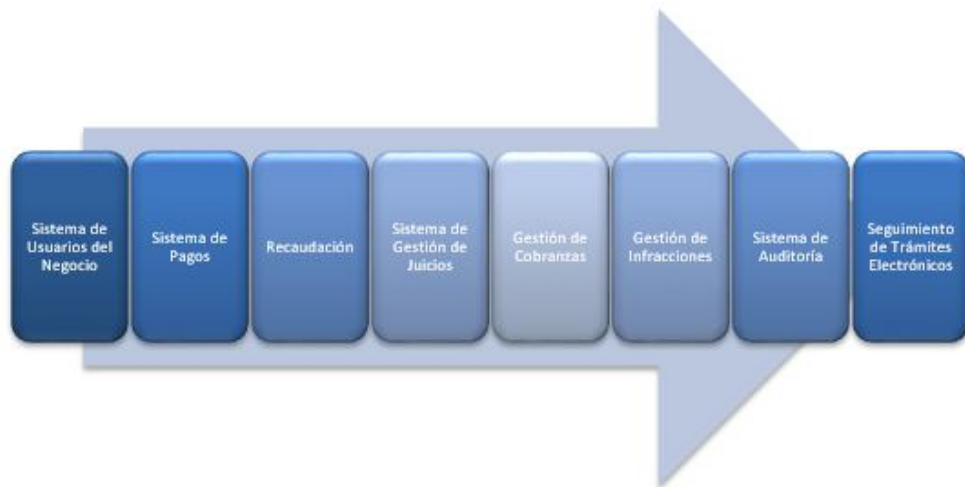 Sistema de
Usuarios del
Negocio
Sistema de
Pagos
Recaudación
Sistema de
Gestión de
Juicios
Gestión de
Cobranzas
Gestión de
Infracciones
Sistema de
Auditoría
Seguimiento
de Trámites
Electrónicos